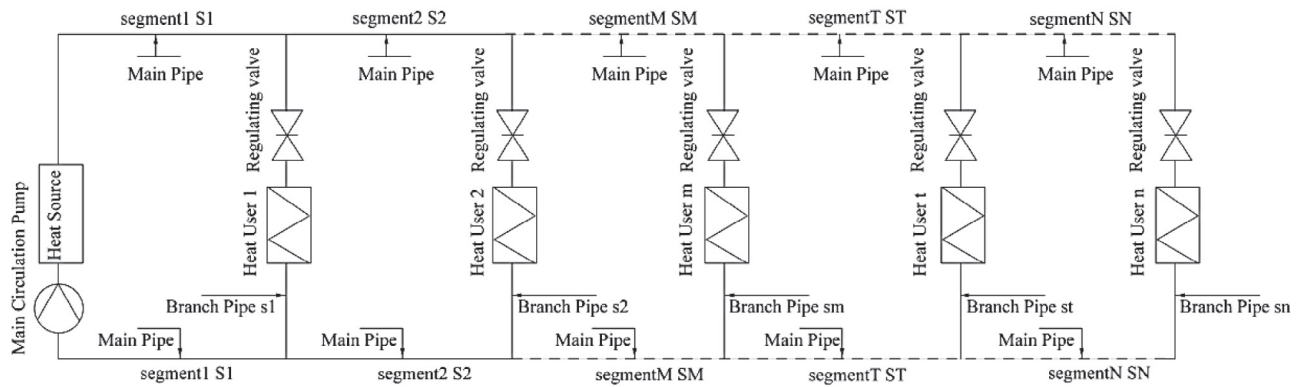 segment1 S1
segment2 S2
segmentM SM
segmentT ST
segmentN SN
Main Pipe
Main Pipe
Main Pipe
Main Pipe
Main Pipe
Regulating valve
Regulating valve
Regulating valve
Regulating valve
Regulating valve
Main Circulation Pump
Heat Source
Heat User 1
Heat User 2
Heat User m
Heat User t
Heat User n
Branch Pipe s1
Branch Pipe s2
Branch Pipe sm
Branch Pipe st
Branch Pipe sn
Main Pipe
Main Pipe
Main Pipe
Main Pipe
Main Pipe
segment1 S1
segment2 S2
segmentM SM
segmentT ST
segmentN SN